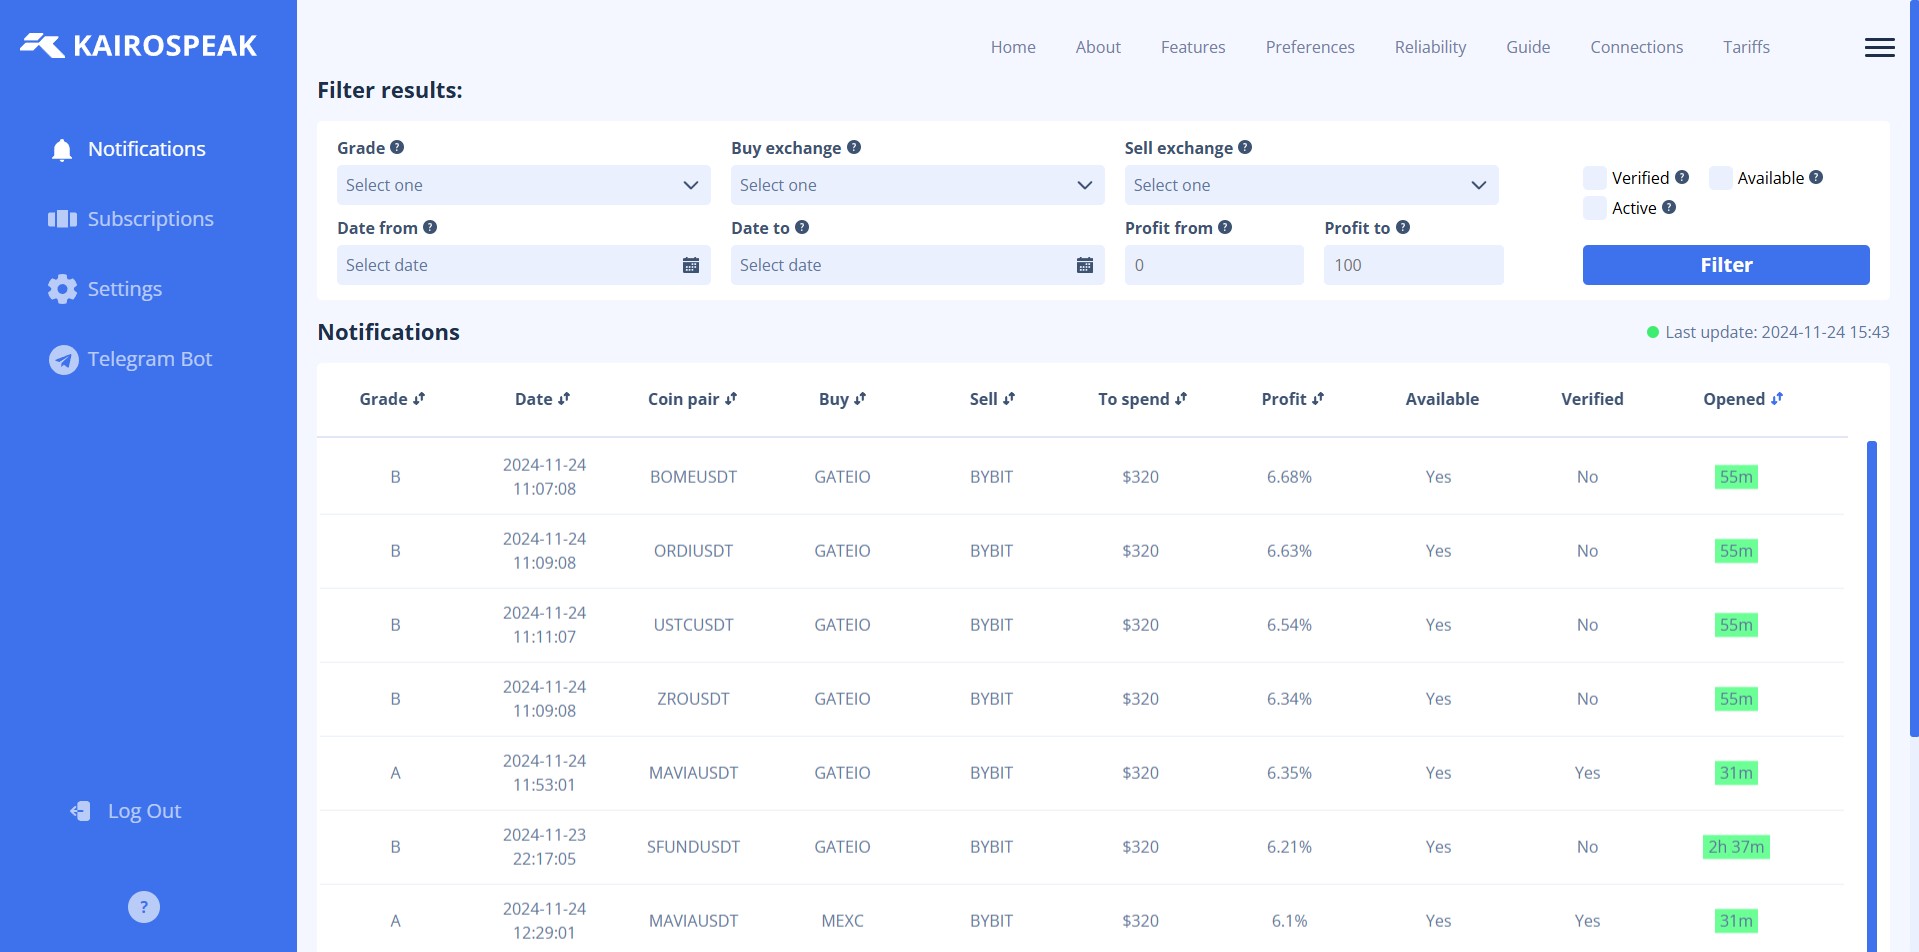 KAIROSPEAK
Home About Features Preferences Reliability Guide Connections Tariffs
Notifications
Subscriptions
Settings
Telegram Bot
Log Out
?
Filter results:
Grade ? Buy exchange ? Sell exchange ?
Select one Select one Select one
Verified ? Available ?
Active ?
Date from ? Date to ? Profit from ? Profit to ?
Select date Select date 0 100 Filter
Notifications Last update: 2024-11-24 15:43
Grade Date Coin pair Buy Sell To spend Profit Available Verified Opened
B 2024-11-24 11:07:08 BOMEUSDT GATEIO BYBIT $320 6.68% Yes No 55m
B 2024-11-24 11:09:08 ORDIUSDT GATEIO BYBIT $320 6.63% Yes No 55m
B 2024-11-24 11:11:07 USTCUSDT GATEIO BYBIT $320 6.54% Yes No 55m
B 2024-11-24 11:09:08 ZROUSDT GATEIO BYBIT $320 6.34% Yes No 55m
A 2024-11-24 11:53:01 MAVIAUSDT GATEIO BYBIT $320 6.35% Yes Yes 31m
B 2024-11-23 22:17:05 SFUNDUSDT GATEIO BYBIT $320 6.21% Yes No 2h 37m
A 2024-11-24 12:29:01 MAVIAUSDT MEXC BYBIT $320 6.1% Yes Yes 31m